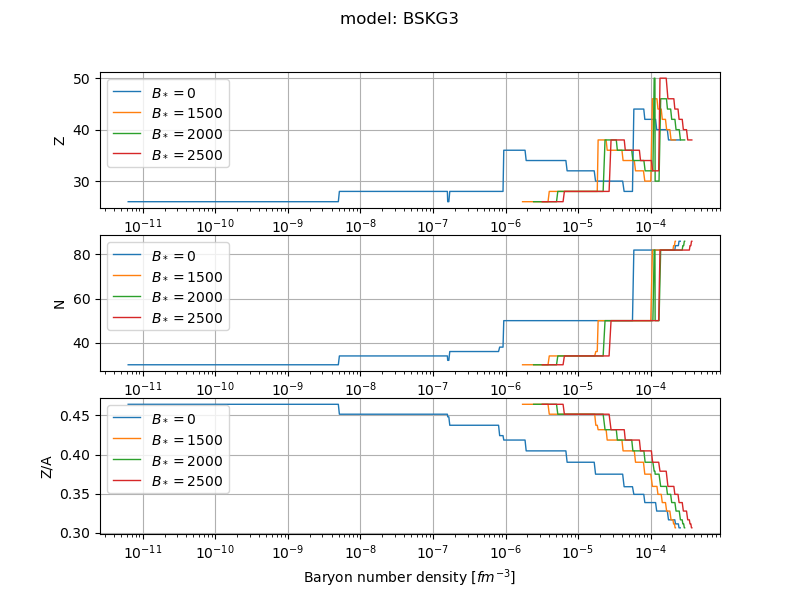 model: BSKG3
50
40
30
Z
B* = 0
B* = 1500
B* = 2000
B* = 2500
10⁻¹¹ 10⁻¹⁰ 10⁻⁹ 10⁻⁸ 10⁻⁷ 10⁻⁶ 10⁻⁵ 10⁻⁴
80
60
40
N
B* = 0
B* = 1500
B* = 2000
B* = 2500
10⁻¹¹ 10⁻¹⁰ 10⁻⁹ 10⁻⁸ 10⁻⁷ 10⁻⁶ 10⁻⁵ 10⁻⁴
0.45
0.40
0.35
0.30
Z/A
B* = 0
B* = 1500
B* = 2000
B* = 2500
10⁻¹¹ 10⁻¹⁰ 10⁻⁹ 10⁻⁸ 10⁻⁷ 10⁻⁶ 10⁻⁵ 10⁻⁴
Baryon number density [fm⁻³]